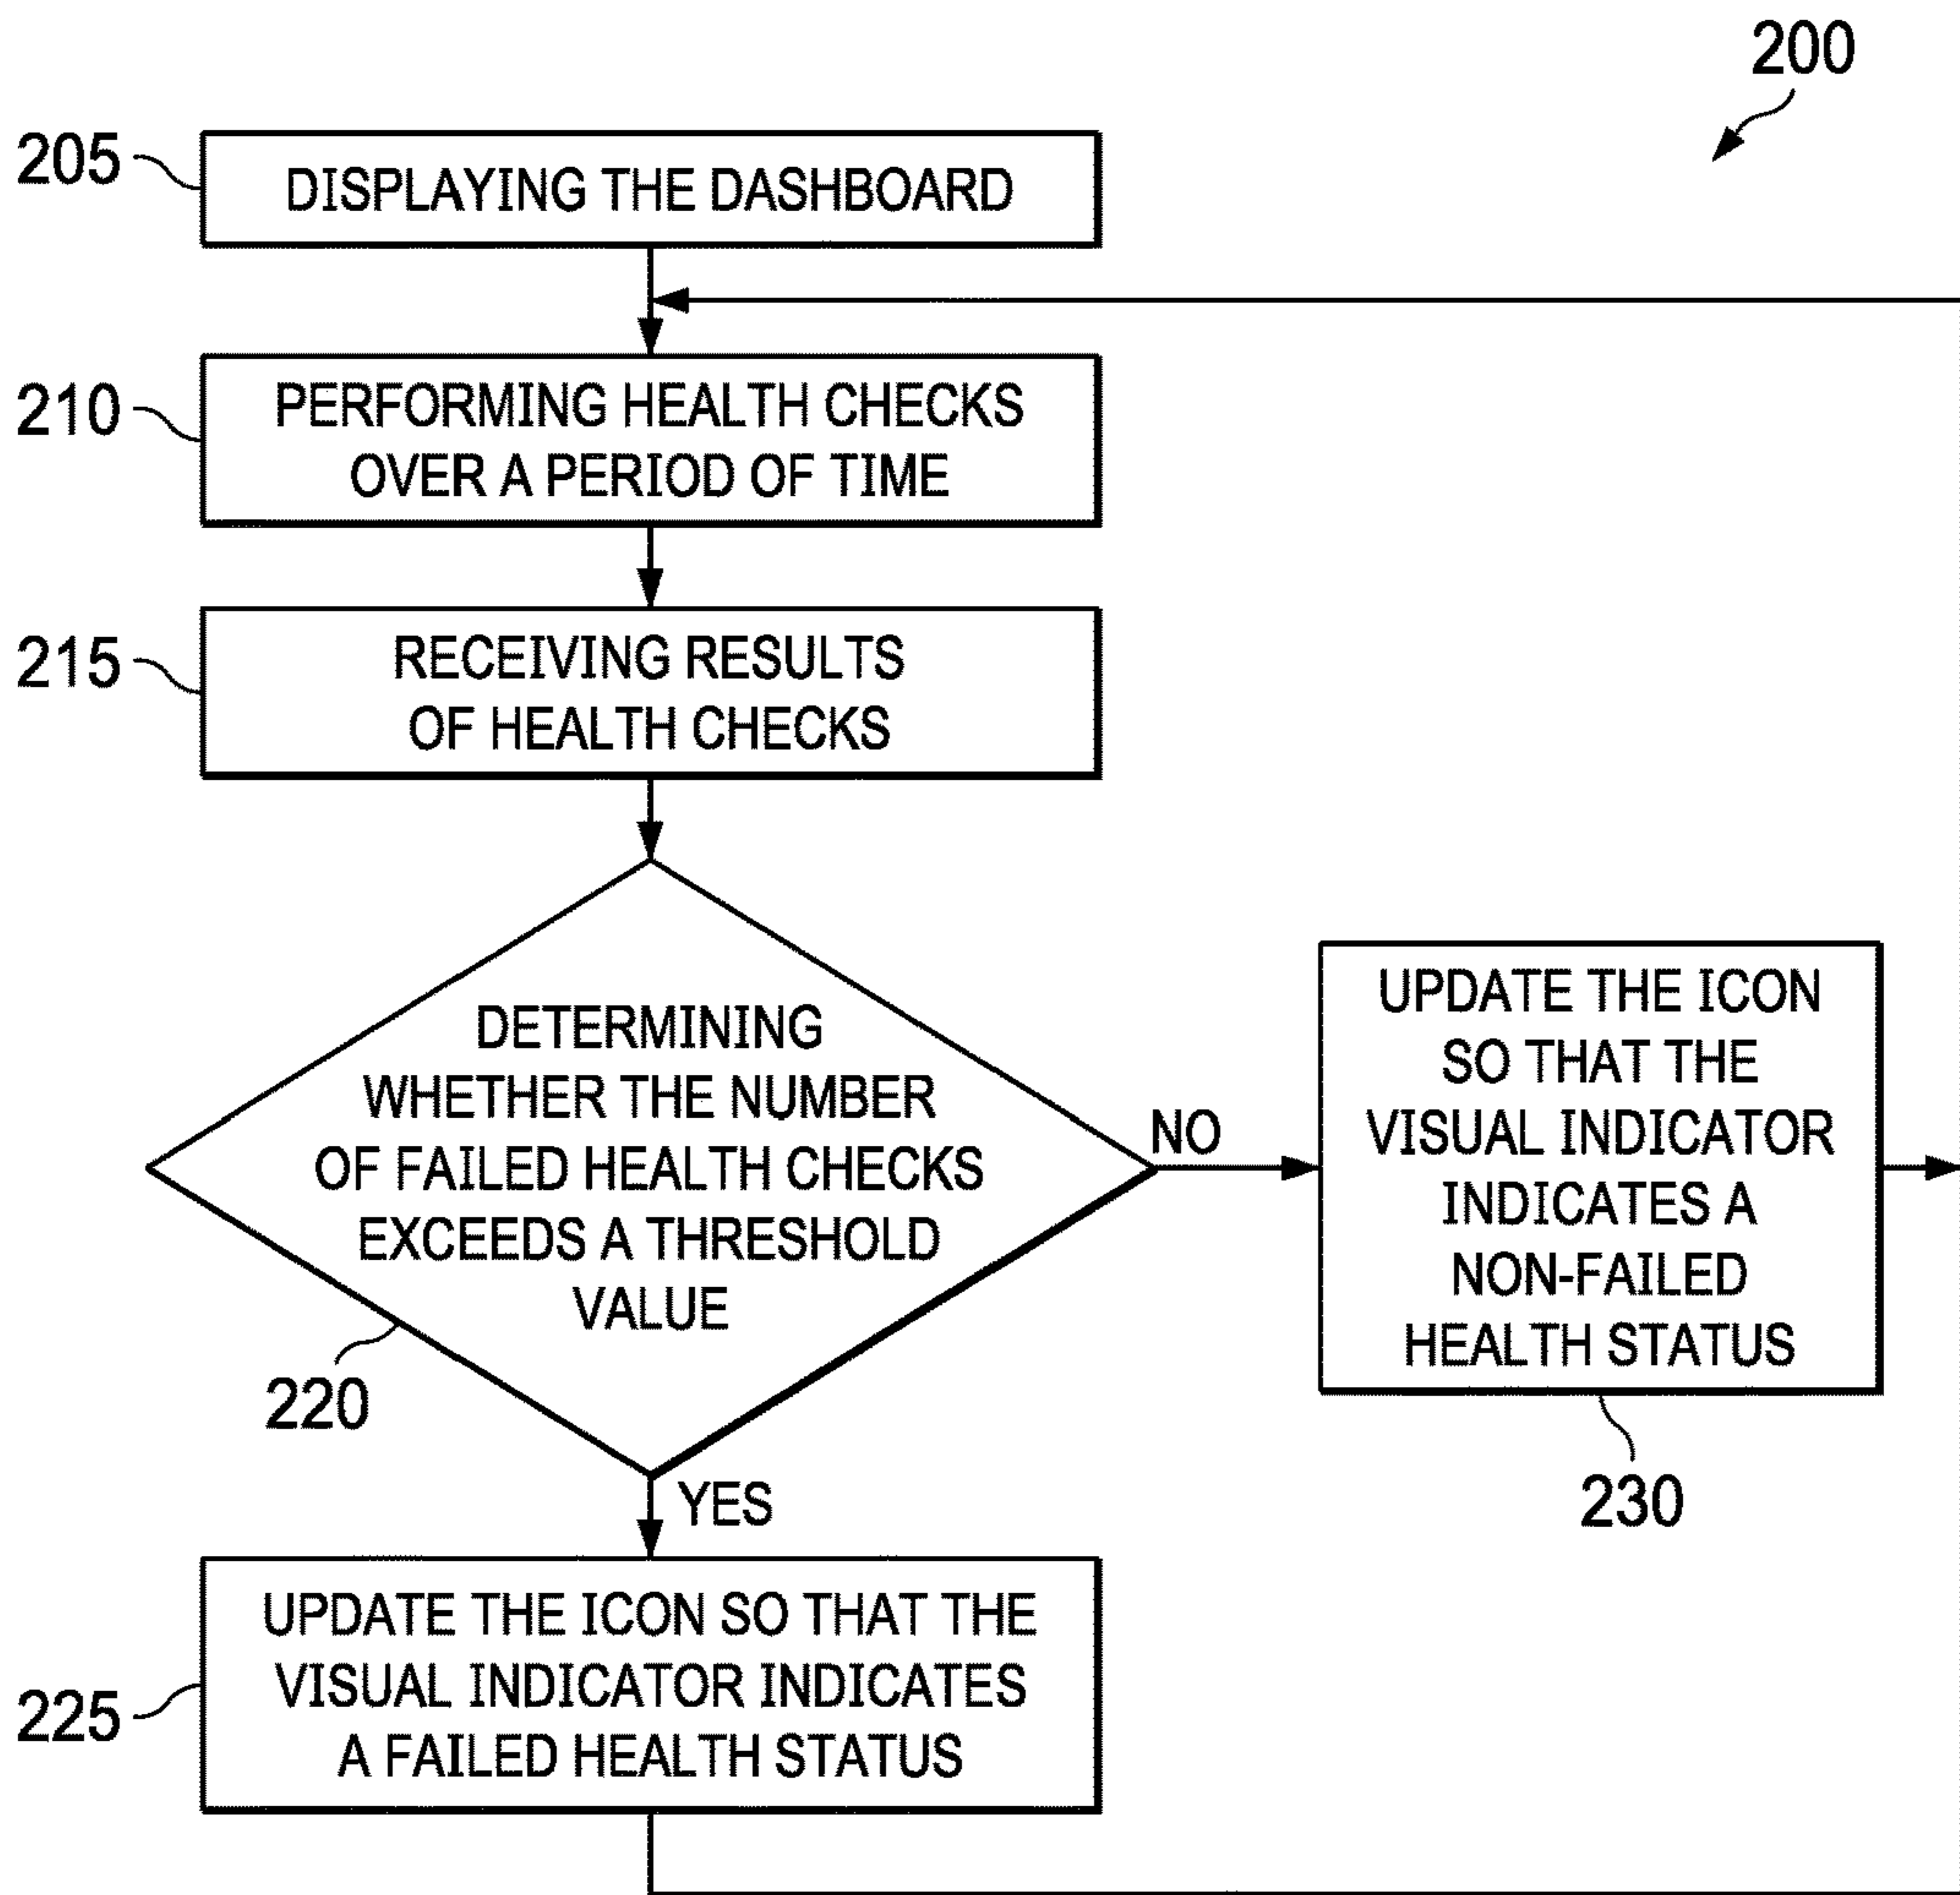 200
205
DISPLAYING THE DASHBOARD
210
PERFORMING HEALTH CHECKS
OVER A PERIOD OF TIME
215
RECEIVING RESULTS
OF HEALTH CHECKS
DETERMINING
WHETHER THE NUMBER
OF FAILED HEALTH CHECKS
EXCEEDS A THRESHOLD
VALUE
220
NO
UPDATE THE ICON
SO THAT THE
VISUAL INDICATOR
INDICATES A
NON-FAILED
HEALTH STATUS
230
YES
225
UPDATE THE ICON SO THAT THE
VISUAL INDICATOR INDICATES
A FAILED HEALTH STATUS